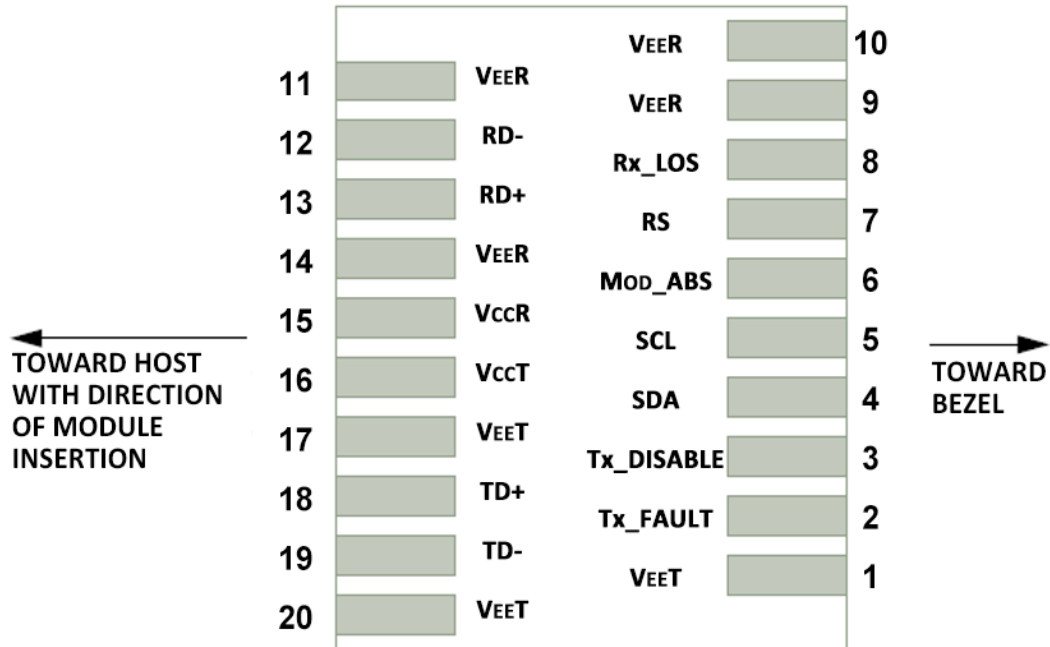 VEER 10
11 VEER
VEER 9
12 RD-
Rx_LOS 8
13 RD+
RS 7
14 VEER
MOD_ABS 6
15 VCCR
SCL 5
TOWARD HOST
WITH DIRECTION
OF MODULE
INSERTION
TOWARD
BEZEL
16 VCCT
SDA 4
17 VEET
Tx_DISABLE 3
18 TD+
Tx_FAULT 2
19 TD-
VEET 1
20 VEET